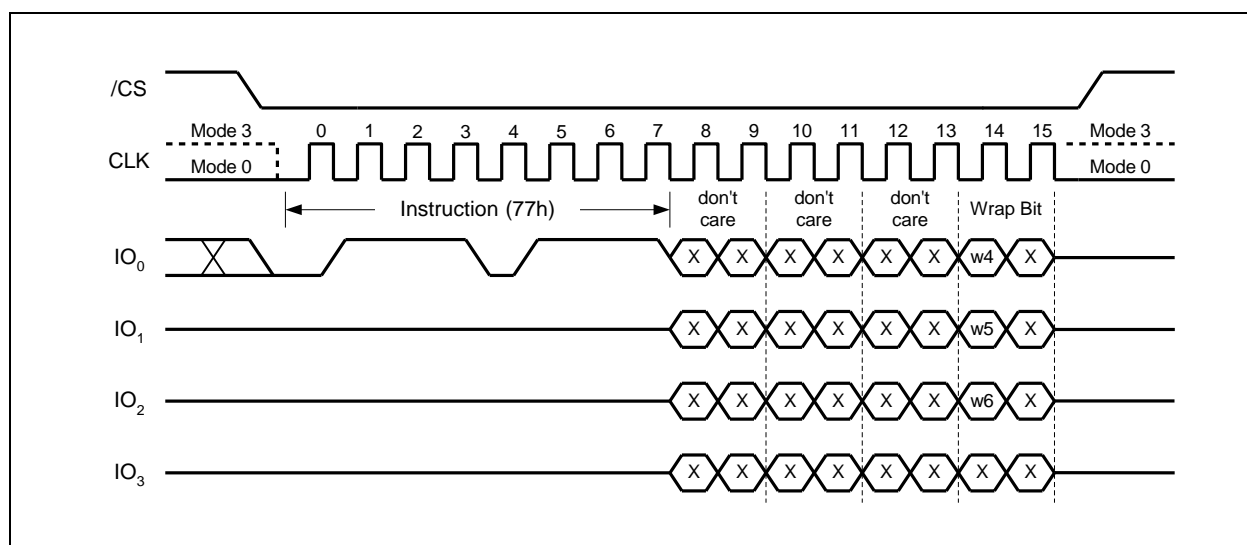 /CS
Mode 3 0 1 2 3 4 5 6 7 8 9 10 11 12 13 14 15 Mode 3
CLK
Mode 0 Mode 0
Instruction (77h) don't care don't care don't care Wrap Bit
IO0 X X X X X X w4 X
IO1 X X X X X X w5 X
IO2 X X X X X X w6 X
IO3 X X X X X X X X